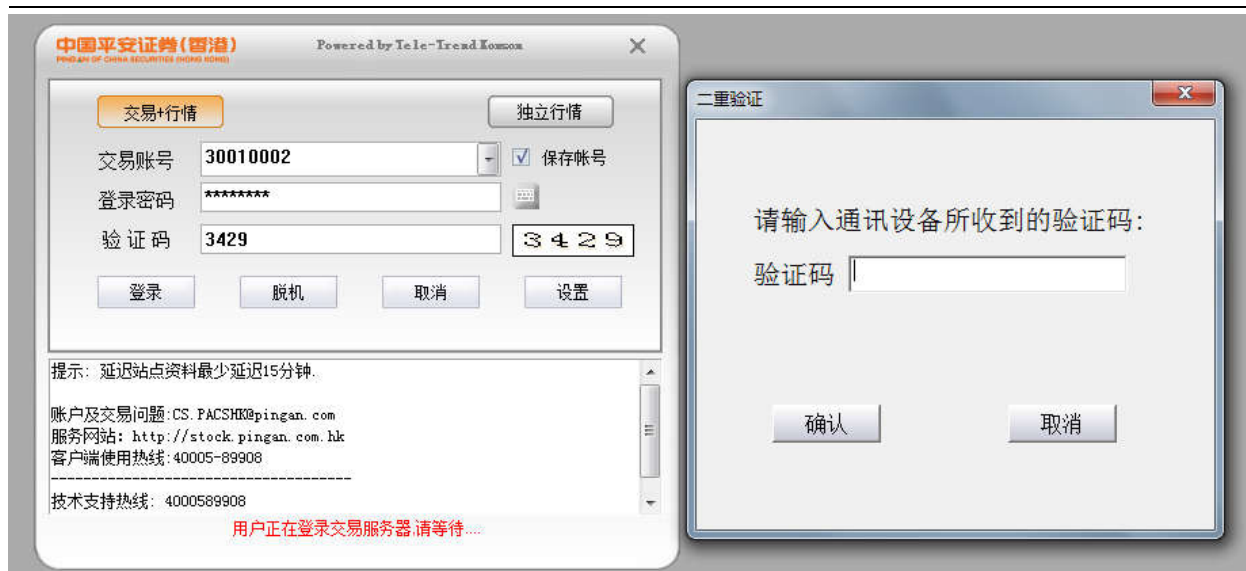 中国平安证券(香港)
PING AN OF CHINA SECURITIES (HONG KONG)
Powered by Tele-Trend Konson
交易+行情
独立行情
交易账号
30010002
保存帐号
登录密码
********
验证码
3429
3429
登录
脱机
取消
设置
提示: 延迟站点资料最少延迟15分钟.
账户及交易问题:CS.PACSHK@pingan.com
服务网站: http://stock.pingan.com.hk
客户端使用热线:40005-89908
-------------------------------------
技术支持热线: 4000589908
用户正在登录交易服务器,请等待....
二重验证
请输入通讯设备所收到的验证码:
验证码
确认
取消